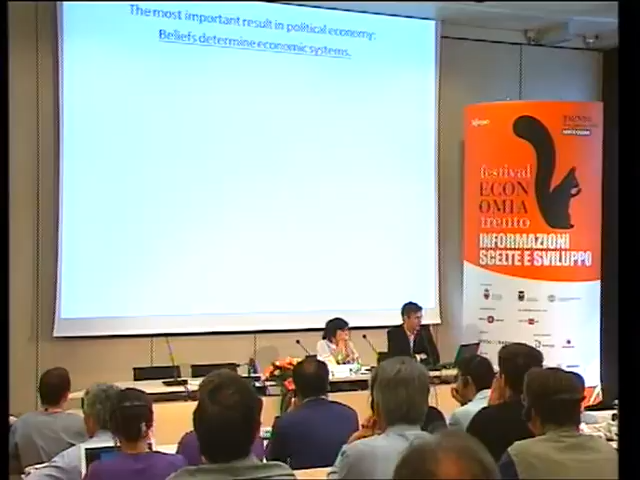 The most important result in political economy:
Beliefs determine economic systems.
festival
ECON
OMIA
trento
INFORMAZIONI
SCELTE E SVILUPPO